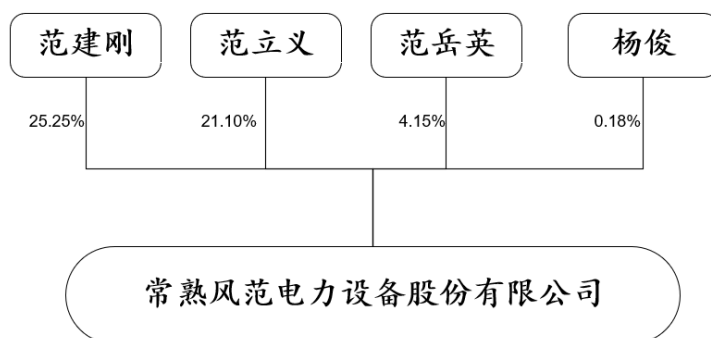 范建刚
范立义
范岳英
杨俊
25.25%
21.10%
4.15%
0.18%
常熟风范电力设备股份有限公司